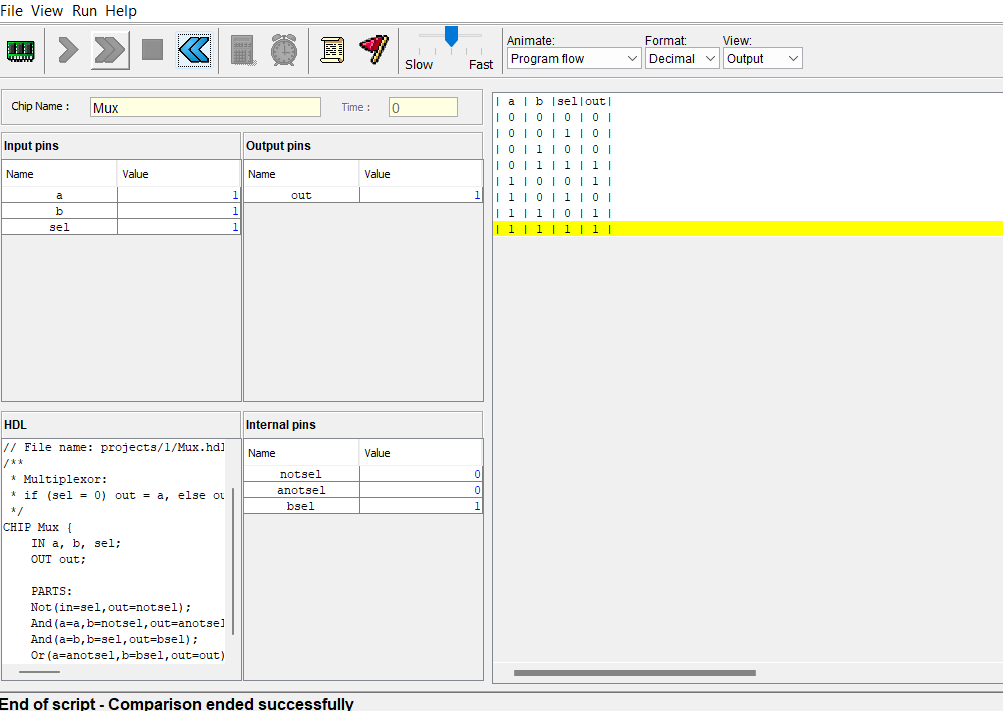 File View Run Help
Animate: Format: View:
Slow Fast Program flow Decimal Output
Chip Name : Mux Time : 0
Input pins
Name Value
a 1
b 1
sel 1
Output pins
Name Value
out 1
HDL
// File name: projects/1/Mux.hdl
/**
* Multiplexor:
* if (sel = 0) out = a, else ou
*/
CHIP Mux {
IN a, b, sel;
OUT out;
PARTS:
Not(in=sel,out=notsel);
And(a=a,b=notsel,out=anotsel
And(a=b,b=sel,out=bsel);
Or(a=anotsel,b=bsel,out=out)
Internal pins
Name Value
notsel 0
anotsel 0
bsel 1
| a | b |sel|out|
| 0 | 0 | 0 | 0 |
| 0 | 0 | 1 | 0 |
| 0 | 1 | 0 | 0 |
| 0 | 1 | 1 | 1 |
| 1 | 0 | 0 | 1 |
| 1 | 0 | 1 | 0 |
| 1 | 1 | 0 | 1 |
| 1 | 1 | 1 | 1 |
End of script - Comparison ended successfully